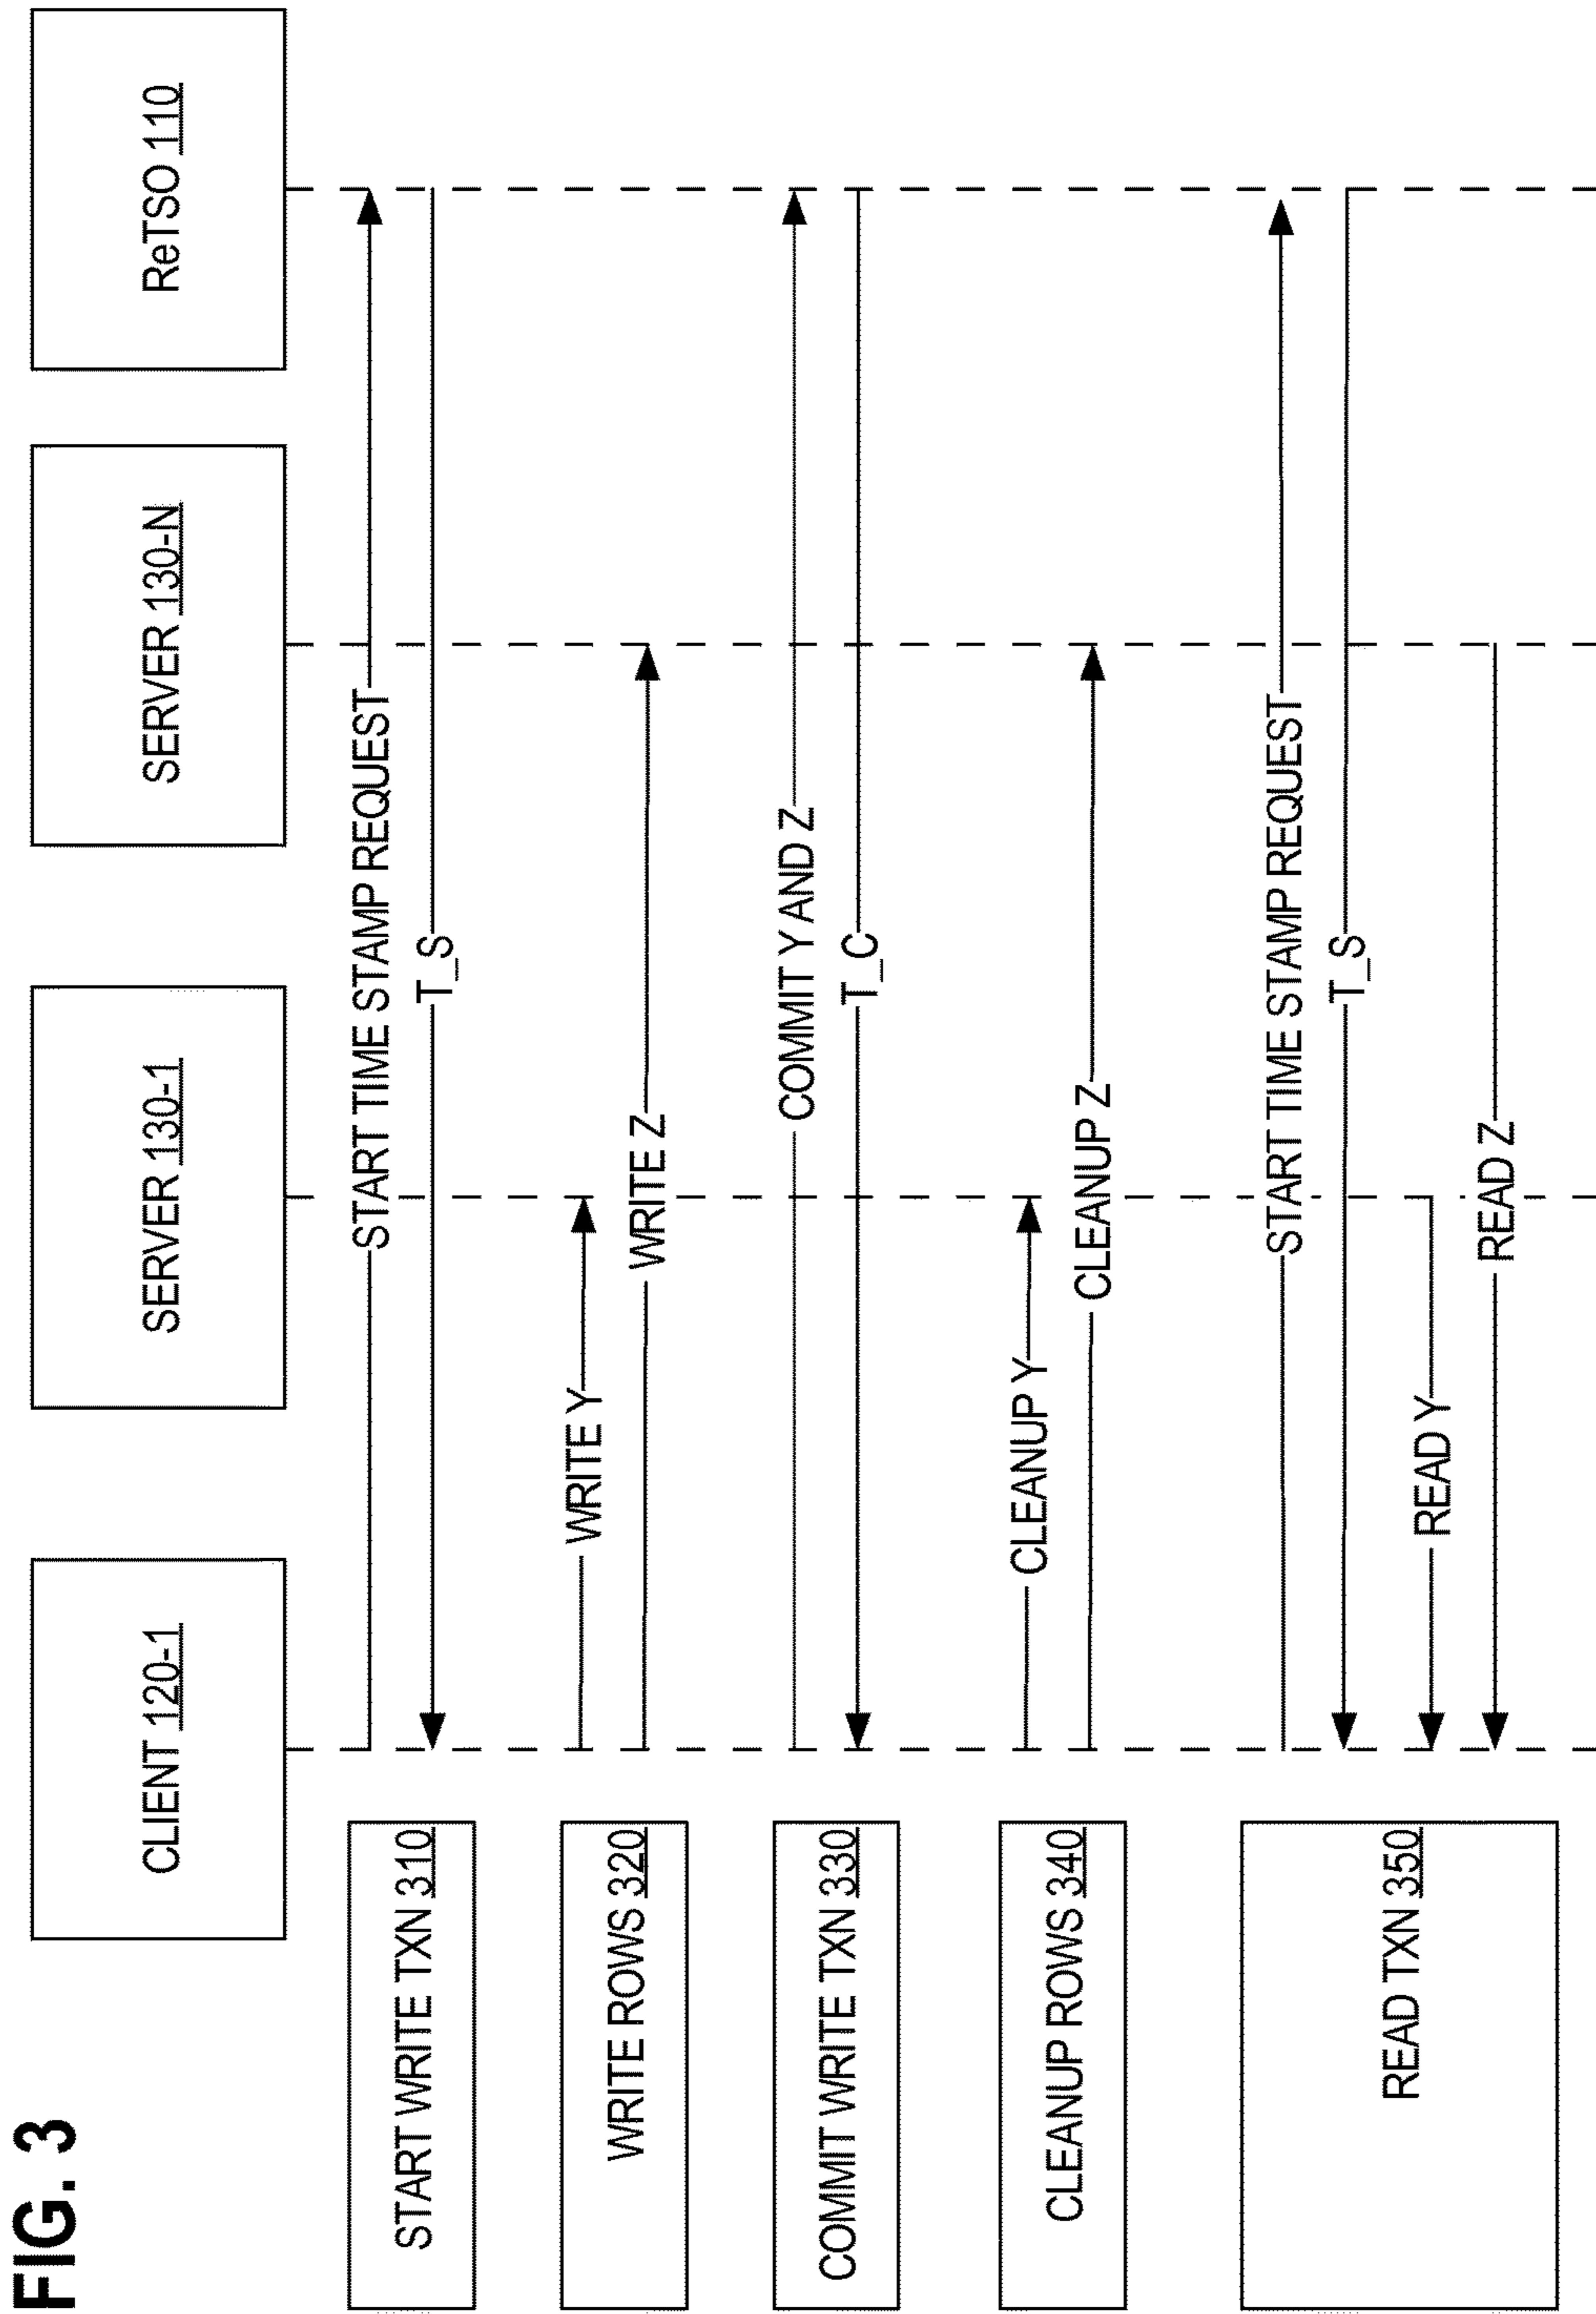 FIG. 3
CLIENT 120-1
SERVER 130-1
SERVER 130-N
ReTSO 110
START WRITE TXN 310
START TIME STAMP REQUEST
T_S
WRITE ROWS 320
WRITE Y
WRITE Z
COMMIT WRITE TXN 330
COMMIT Y AND Z
T_C
CLEANUP ROWS 340
CLEANUP Y
CLEANUP Z
READ TXN 350
START TIME STAMP REQUEST
T_S
READ Y
READ Z